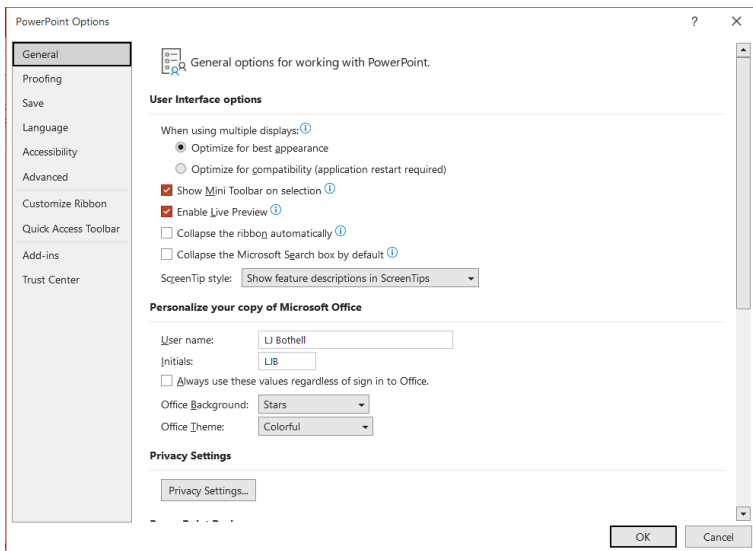 PowerPoint Options
?
General
Proofing
Save
Language
Accessibility
Advanced
Customize Ribbon
Quick Access Toolbar
Add-ins
Trust Center
General options for working with PowerPoint.
User Interface options
When using multiple displays:
Optimize for best appearance
Optimize for compatibility (application restart required)
Show Mini Toolbar on selection
Enable Live Preview
Collapse the ribbon automatically
Collapse the Microsoft Search box by default
ScreenTip style: Show feature descriptions in ScreenTips
Personalize your copy of Microsoft Office
User name: LJ Bothell
Initials: LJB
Always use these values regardless of sign in to Office.
Office Background: Stars
Office Theme: Colorful
Privacy Settings
Privacy Settings...
OK Cancel